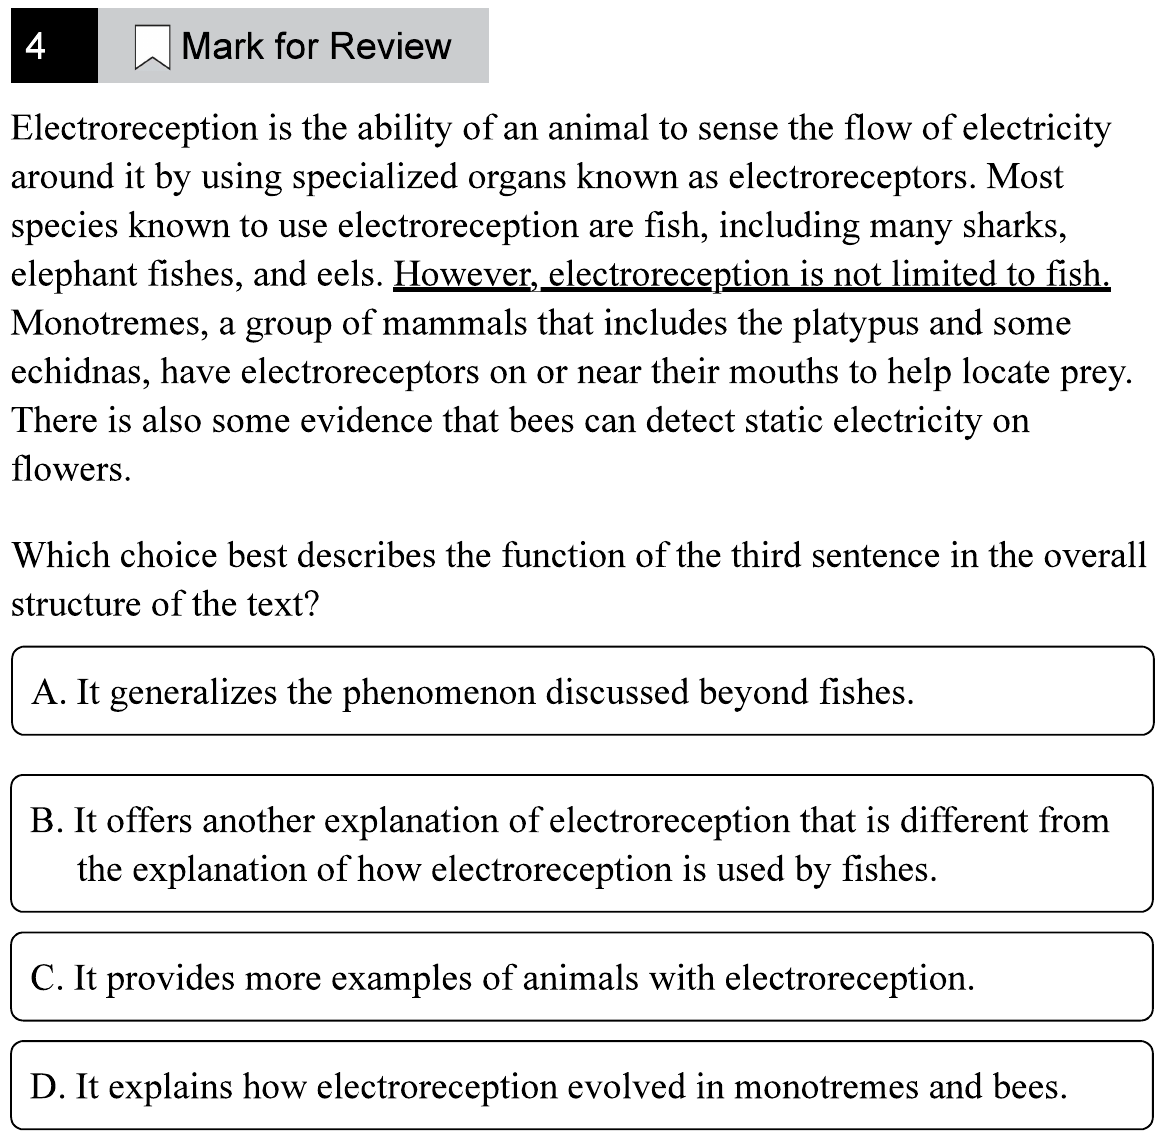 4
Mark for Review
Electroreception is the ability of an animal to sense the flow of electricity
around it by using specialized organs known as electroreceptors. Most
species known to use electroreception are fish, including many sharks,
elephant fishes, and eels. However, electroreception is not limited to fish.
Monotremes, a group of mammals that includes the platypus and some
echidnas, have electroreceptors on or near their mouths to help locate prey.
There is also some evidence that bees can detect static electricity on
flowers.
Which choice best describes the function of the third sentence in the overall
structure of the text?
A. It generalizes the phenomenon discussed beyond fishes.
B. It offers another explanation of electroreception that is different from
the explanation of how electroreception is used by fishes.
C. It provides more examples of animals with electroreception.
D. It explains how electroreception evolved in monotremes and bees.